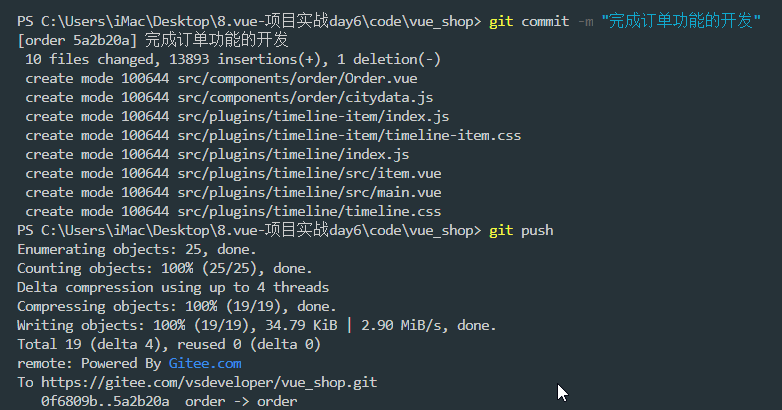 PS C:\Users\iMac\Desktop\8.vue-项目实战day6\code\vue_shop> git commit -m "完成订单功能的开发"
[order 5a2b20a] 完成订单功能的开发
 10 files changed, 13893 insertions(+), 1 deletion(-)
 create mode 100644 src/components/order/Order.vue
 create mode 100644 src/components/order/citydata.js
 create mode 100644 src/plugins/timeline-item/index.js
 create mode 100644 src/plugins/timeline-item/timeline-item.css
 create mode 100644 src/plugins/timeline/index.js
 create mode 100644 src/plugins/timeline/src/item.vue
 create mode 100644 src/plugins/timeline/src/main.vue
 create mode 100644 src/plugins/timeline/timeline.css
PS C:\Users\iMac\Desktop\8.vue-项目实战day6\code\vue_shop> git push
Enumerating objects: 25, done.
Counting objects: 100% (25/25), done.
Delta compression using up to 4 threads
Compressing objects: 100% (19/19), done.
Writing objects: 100% (19/19), 34.79 KiB | 2.90 MiB/s, done.
Total 19 (delta 4), reused 0 (delta 0)
remote: Powered By Gitee.com
To https://gitee.com/vsdeveloper/vue_shop.git
   0f6809b..5a2b20a  order -> order